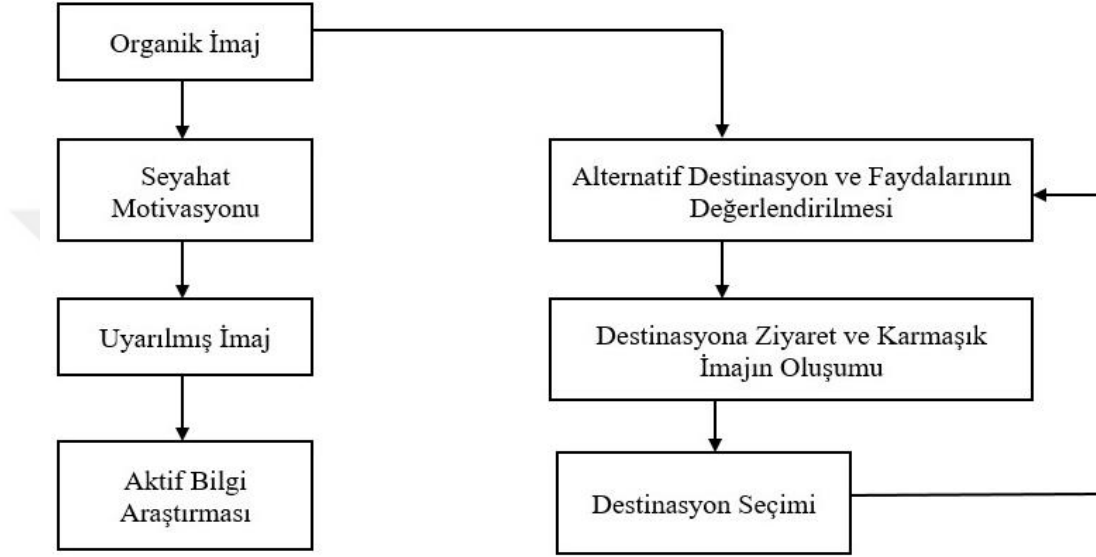 Organik İmaj
Seyahat
Motivasyonu
Uyarılmış İmaj
Aktif Bilgi
Araştırması
Alternatif Destinasyon ve Faydalarının
Değerlendirilmesi
Destinasyona Ziyaret ve Karmaşık
İmajın Oluşumu
Destinasyon Seçimi